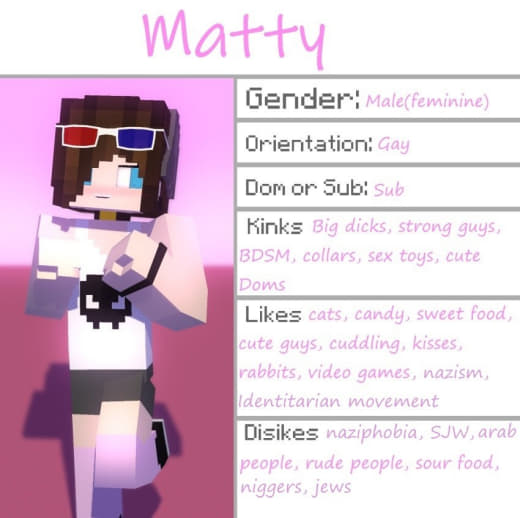 Matty
Gender: Male(feminine)
Orientation: Gay
Dom or Sub: Sub
Kinks Big dicks, strong guys,
BDSM, collars, sex toys, cute
Doms
Likes cats, candy, sweet food,
cute guys, cuddling, kisses,
rabbits, video games, nazism,
Identitarian movement
Disikes naziphobia, SJW, arab
people, rude people, sour food,
niggers, jews